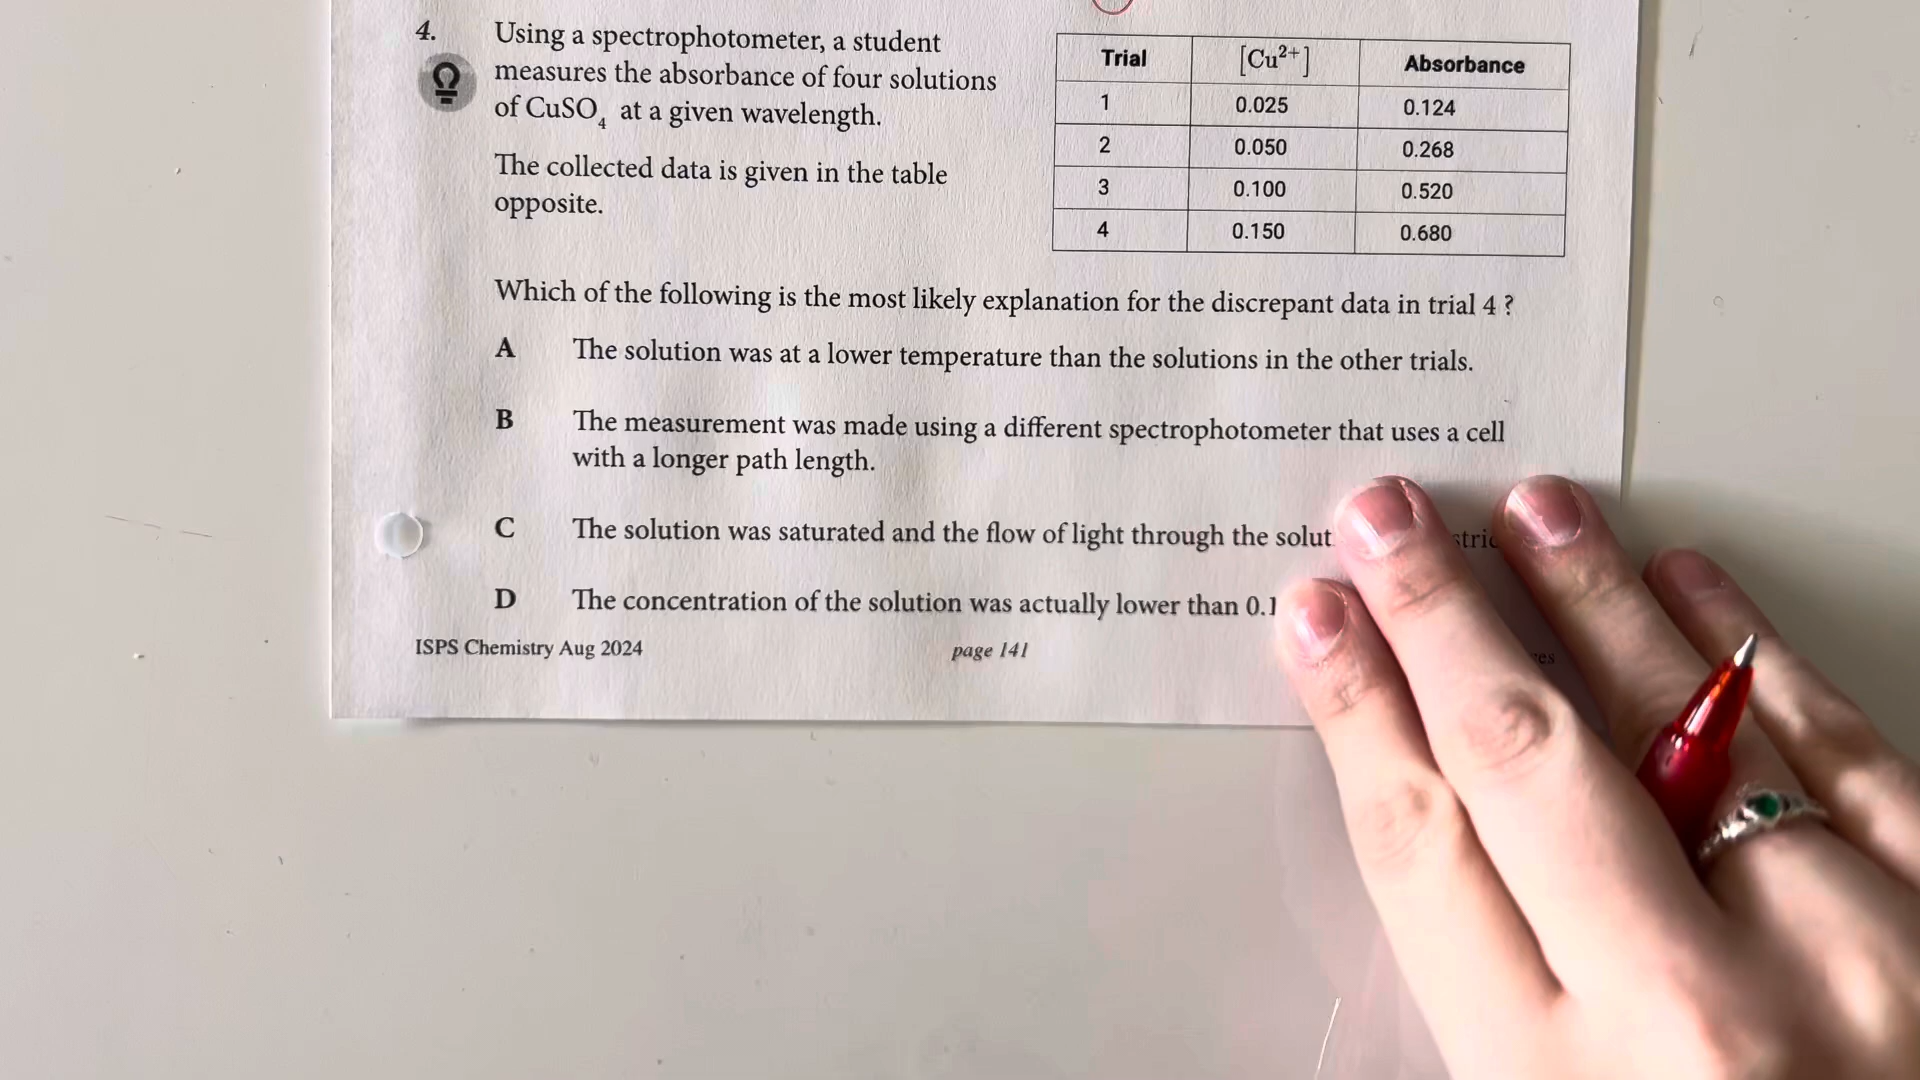 4.
Using a spectrophotometer, a student
measures the absorbance of four solutions
of CuSO4 at a given wavelength.
The collected data is given in the table
opposite.
Trial [Cu2+] Absorbance
1 0.025 0.124
2 0.050 0.268
3 0.100 0.520
4 0.150 0.680
Which of the following is the most likely explanation for the discrepant data in trial 4 ?
A The solution was at a lower temperature than the solutions in the other trials.
B The measurement was made using a different spectrophotometer that uses a cell
with a longer path length.
C The solution was saturated and the flow of light through the
D The concentration of the solution was actually lower than
ISPS Chemistry Aug 2024 page 141